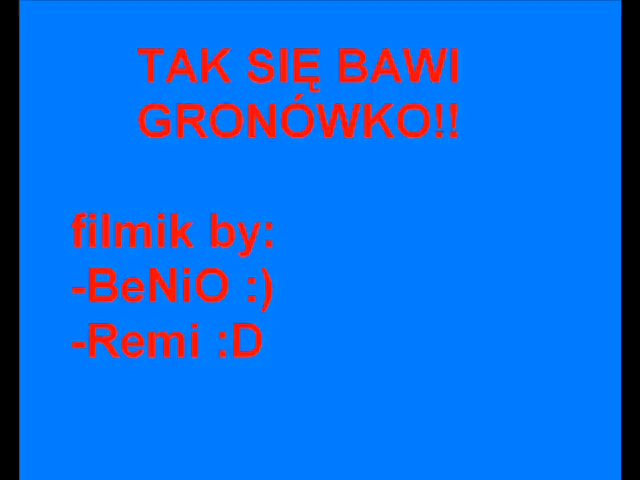 TAK SIĘ BAWI
GRONÓWKO!!
filmik by:
-BeNiO :)
-Remi :D